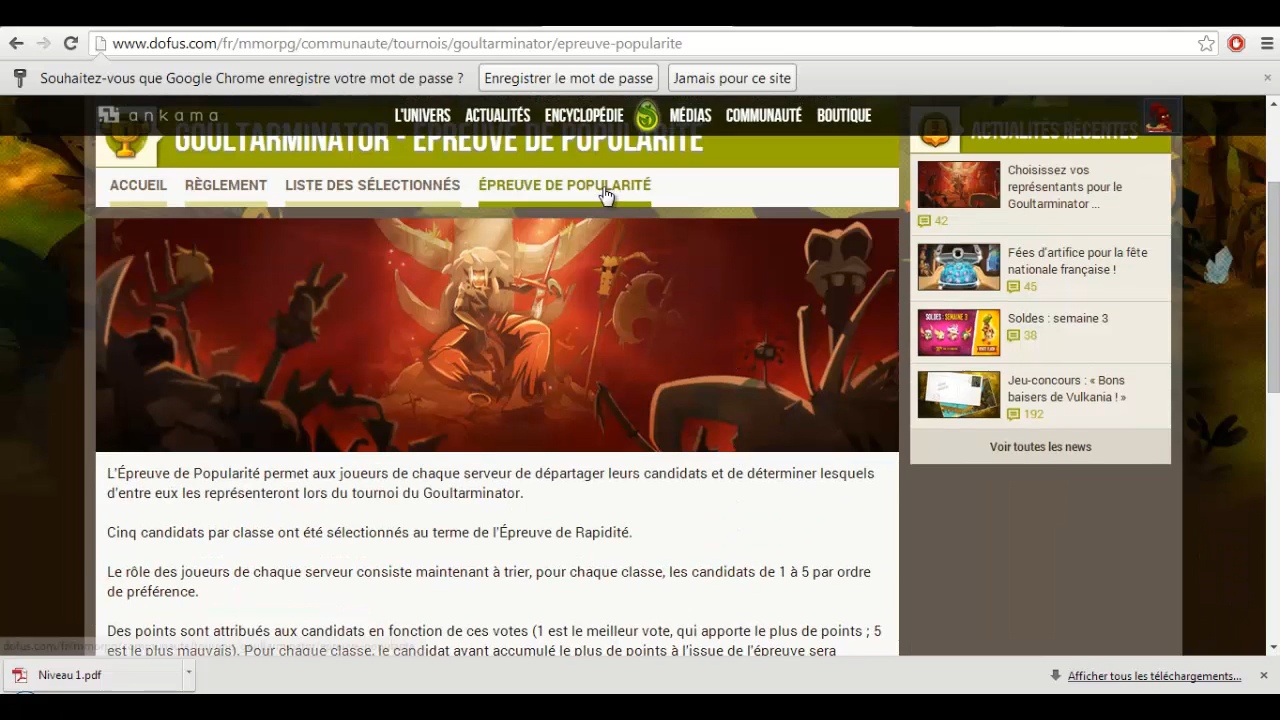 www.dofus.com/fr/mmorpg/communaute/tournois/goultarminator/epreuve-popularite
Souhaitez-vous que Google Chrome enregistre votre mot de passe ?
Enregistrer le mot de passe
Jamais pour ce site
ankama
L'UNIVERS
ACTUALITÉS
ENCYCLOPÉDIE
MÉDIAS
COMMUNAUTÉ
BOUTIQUE
GOULTARMINATOR - ÉPREUVE DE POPULARITÉ
ACTUALITÉS RÉCENTES
ACCUEIL
RÈGLEMENT
LISTE DES SÉLECTIONNÉS
ÉPREUVE DE POPULARITÉ
Choisissez vos
représentants pour le
Goultarminator ...
42
Fées d'artifice pour la fête
nationale française !
45
Soldes : semaine 3
38
Jeu-concours : « Bons
baisers de Vulkania ! »
192
Voir toutes les news
L'Épreuve de Popularité permet aux joueurs de chaque serveur de départager leurs candidats et de déterminer lesquels
d'entre eux les représenteront lors du tournoi du Goultarminator.
Cinq candidats par classe ont été sélectionnés au terme de l'Épreuve de Rapidité.
Le rôle des joueurs de chaque serveur consiste maintenant à trier, pour chaque classe, les candidats de 1 à 5 par ordre
de préférence.
Des points sont attribués aux candidats en fonction de ces votes (1 est le meilleur vote, qui apporte le plus de points ; 5
est le plus mauvais). Pour chaque classe, le candidat ayant accumulé le plus de points à l'issue de l'épreuve sera
Niveau 1.pdf
Afficher tous les téléchargements...